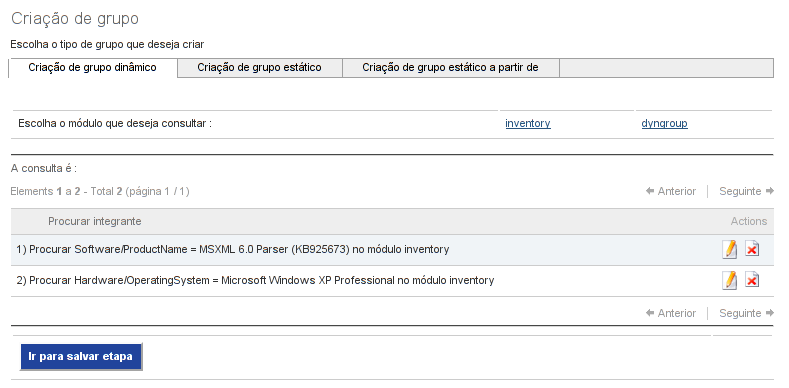 Criação de grupo
Escolha o tipo de grupo que deseja criar
Criação de grupo dinâmico Criação de grupo estático Criação de grupo estático a partir de
Escolha o módulo que deseja consultar : inventory dyngroup
A consulta é :
Elements 1 a 2 - Total 2 (página 1 / 1) Anterior Seguinte
Procurar integrante Actions
1) Procurar Software/ProductName = MSXML 6.0 Parser (KB925673) no módulo inventory
2) Procurar Hardware/OperatingSystem = Microsoft Windows XP Professional no módulo inventory
Anterior Seguinte
Ir para salvar etapa